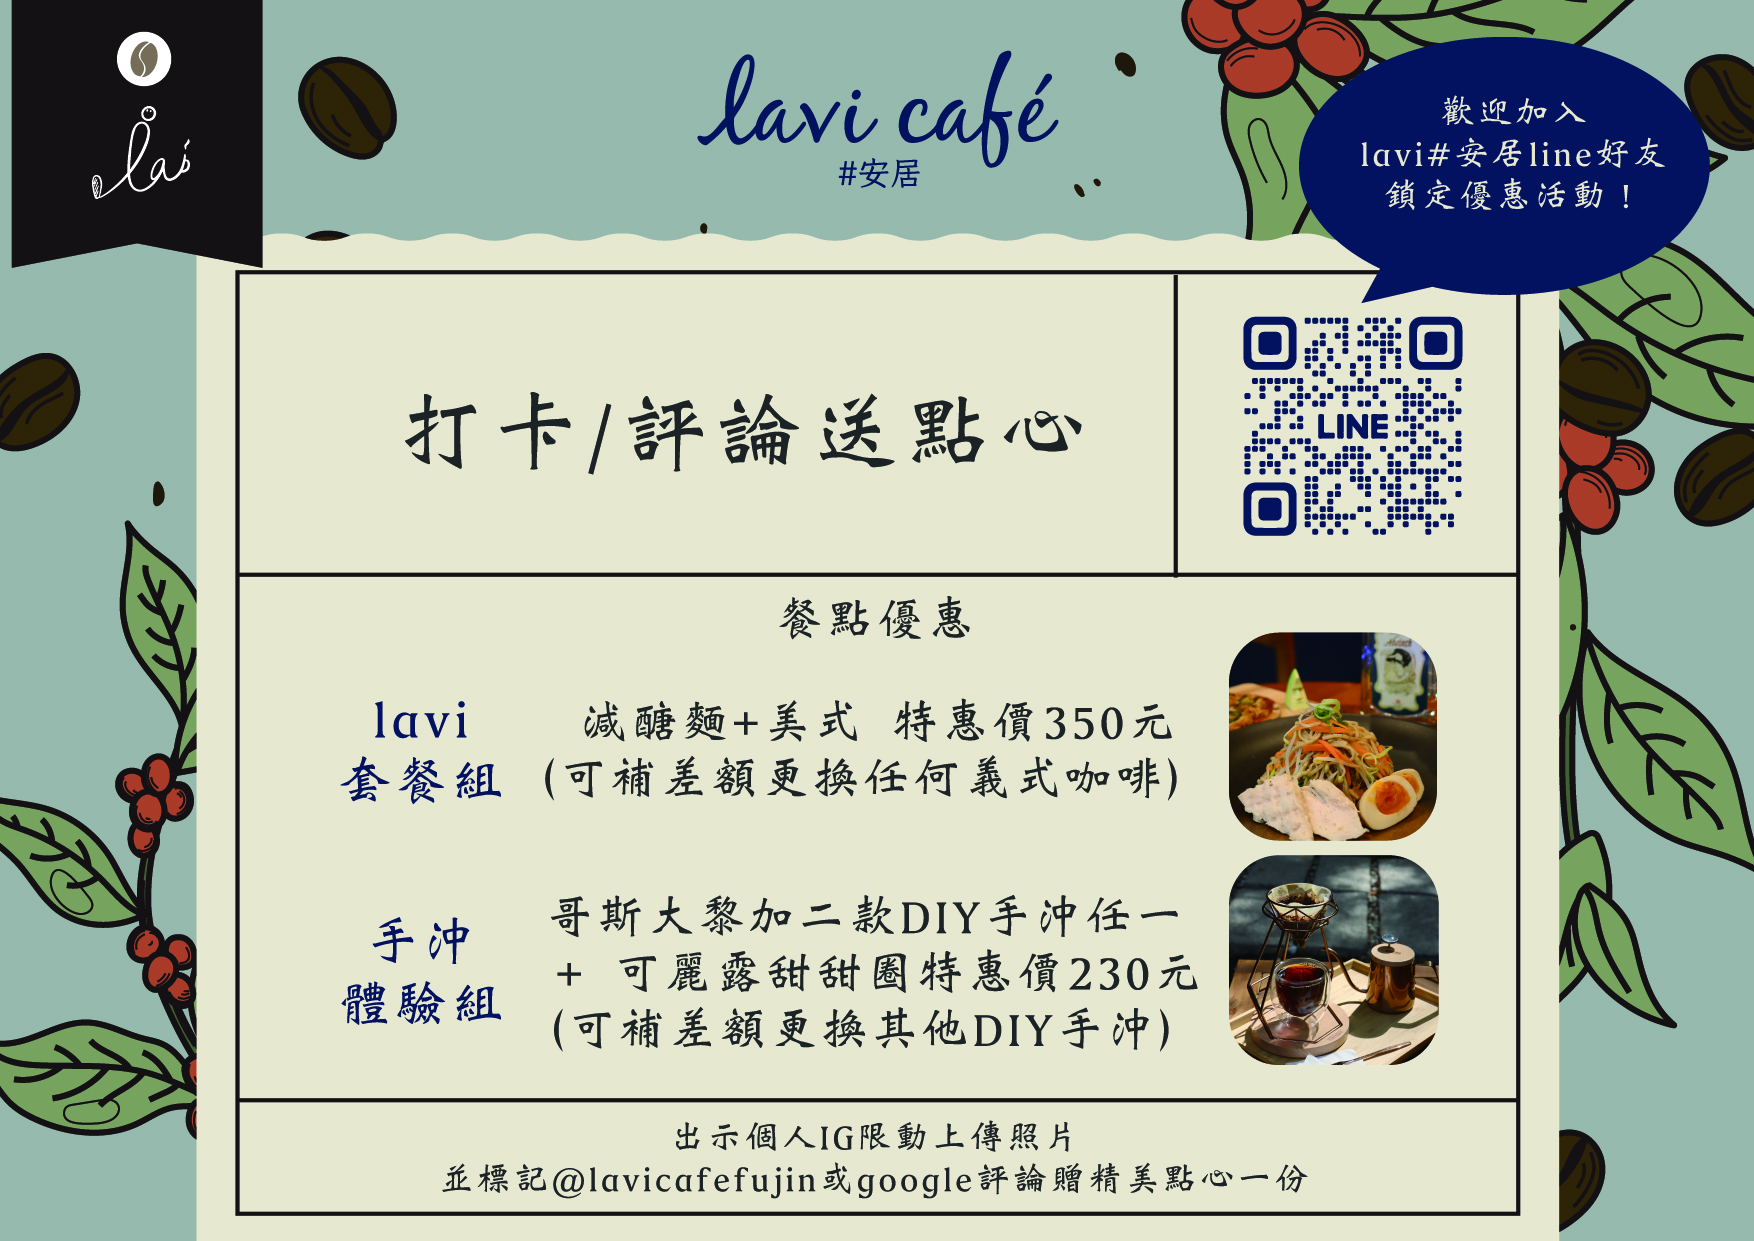 lai
lavi café
#安居
歡迎加入
lavi#安居line好友
鎖定優惠活動！
打卡/評論送點心
LINE
餐點優惠
lavi
套餐組
減醣麵+美式 特惠價350元
(可補差額更換任何義式咖啡)
手沖
體驗組
哥斯大黎加二款DIY手沖任一
+ 可麗露甜甜圈特惠價230元
(可補差額更換其他DIY手沖)
出示個人IG限動上傳照片
並標記@lavicafefujin或google評論贈精美點心一份